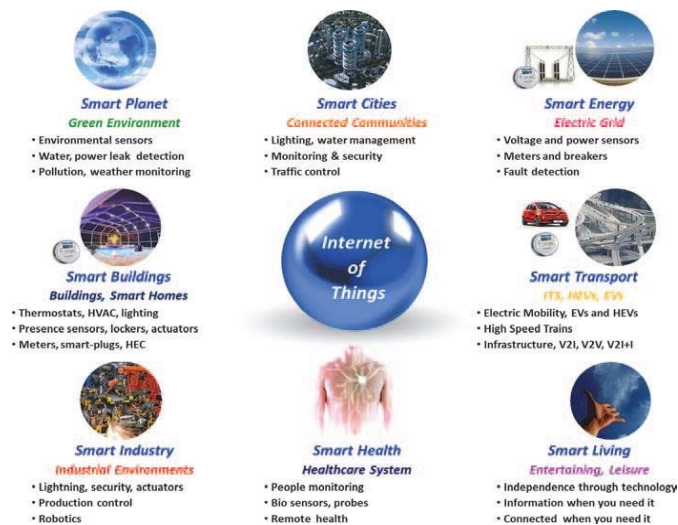 Smart Planet
Green Environment
• Environmental sensors
• Water, power leak detection
• Pollution, weather monitoring
Smart Cities
Connected Communities
• Lighting, water management
• Monitoring & security
• Traffic control
Smart Energy
Electric Grid
• Voltage and power sensors
• Meters and breakers
• Fault detection
Smart Buildings
Buildings, Smart Homes
• Thermostats, HVAC, lighting
• Presence sensors, lockers, actuators
• Meters, smart-plugs, HEC
Internet
of
Things
Smart Transport
ITS, HEVs, EVs
• Electric Mobility, EVs and HEVs
• High Speed Trains
• Infrastructure, V2I, V2V, V2I+I
Smart Industry
Industrial Environments
• Lightning, security, actuators
• Production control
• Robotics
Smart Health
Healthcare System
• People monitoring
• Bio sensors, probes
• Remote health
Smart Living
Entertaining, Leisure
• Independence through technology
• Information when you need it
• Connected when you need it